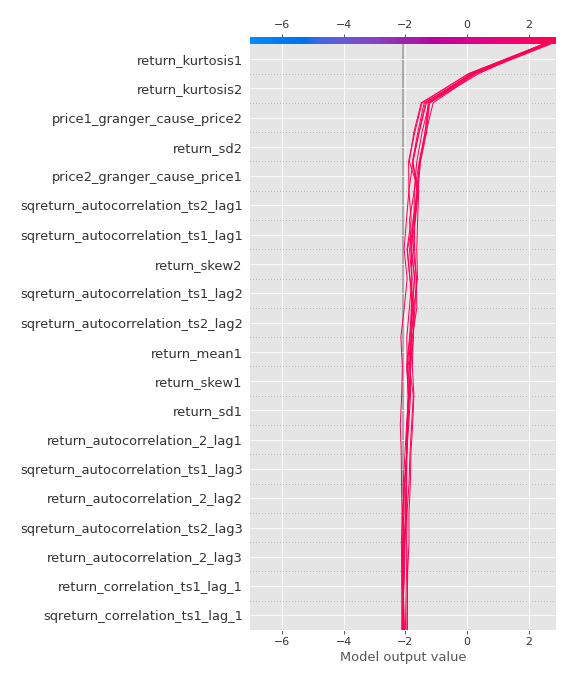 −6 −4 −2 0 2
return_kurtosis1
return_kurtosis2
price1_granger_cause_price2
return_sd2
price2_granger_cause_price1
sqreturn_autocorrelation_ts2_lag1
sqreturn_autocorrelation_ts1_lag1
return_skew2
sqreturn_autocorrelation_ts1_lag2
sqreturn_autocorrelation_ts2_lag2
return_mean1
return_skew1
return_sd1
return_autocorrelation_2_lag1
sqreturn_autocorrelation_ts1_lag3
return_autocorrelation_2_lag2
sqreturn_autocorrelation_ts2_lag3
return_autocorrelation_2_lag3
return_correlation_ts1_lag_1
sqreturn_correlation_ts1_lag_1
−6 −4 −2 0 2
Model output value